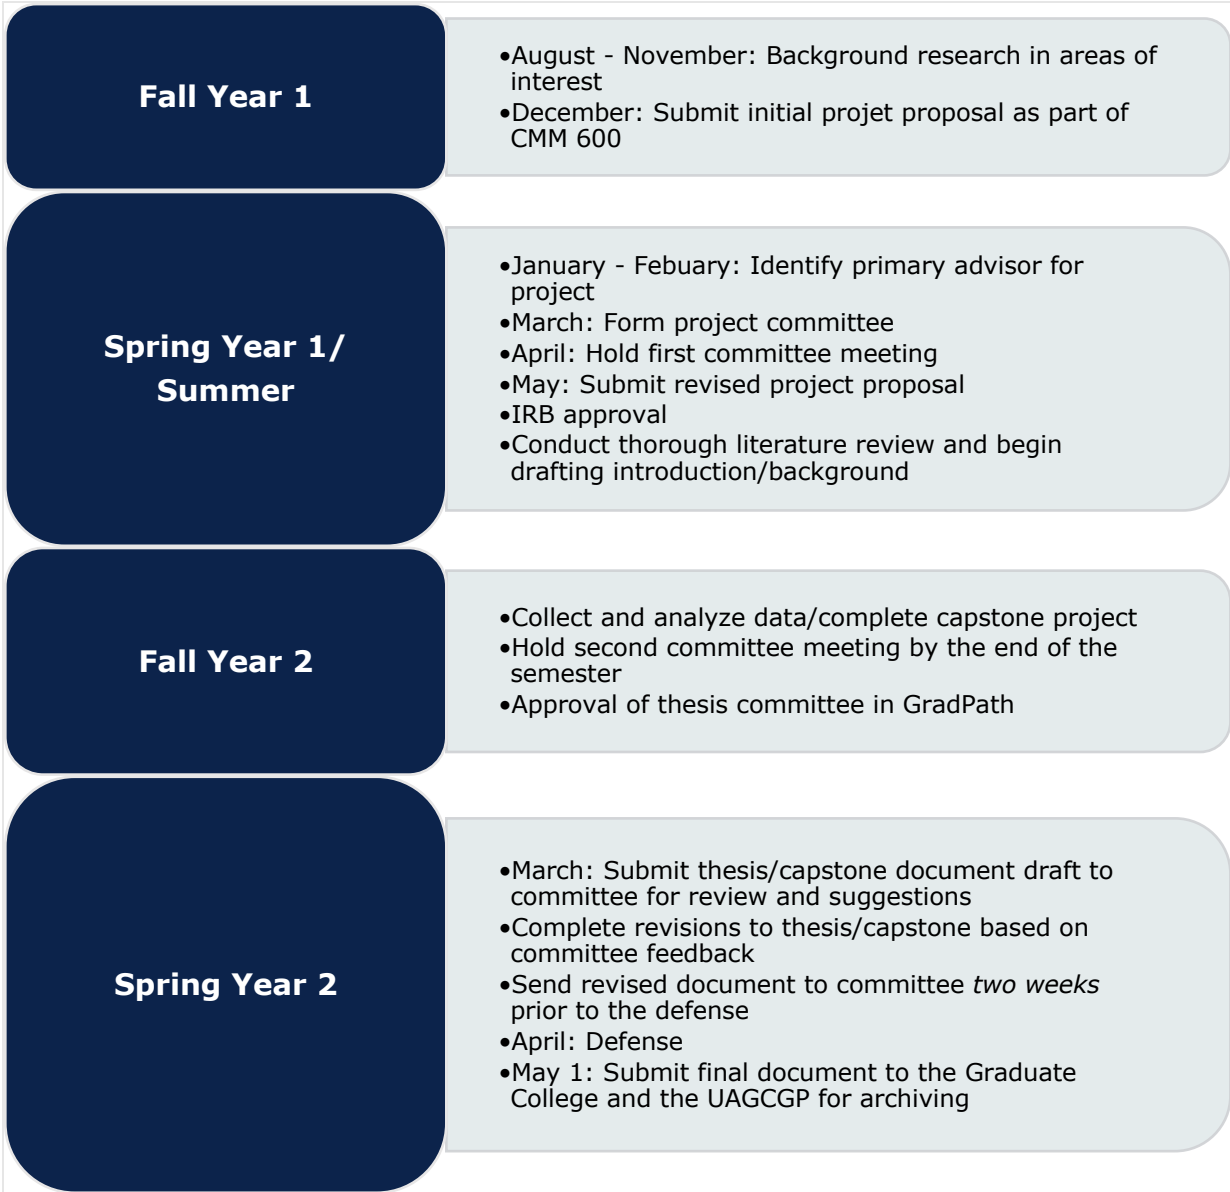 Fall Year 1
•August - November: Background research in areas of
interest
•December: Submit initial projet proposal as part of
CMM 600
Spring Year 1/
Summer
•January - Febuary: Identify primary advisor for
project
•March: Form project committee
•April: Hold first committee meeting
•May: Submit revised project proposal
•IRB approval
•Conduct thorough literature review and begin
drafting introduction/background
Fall Year 2
•Collect and analyze data/complete capstone project
•Hold second committee meeting by the end of the
semester
•Approval of thesis committee in GradPath
Spring Year 2
•March: Submit thesis/capstone document draft to
committee for review and suggestions
•Complete revisions to thesis/capstone based on
committee feedback
•Send revised document to committee two weeks
prior to the defense
•April: Defense
•May 1: Submit final document to the Graduate
College and the UAGCGP for archiving